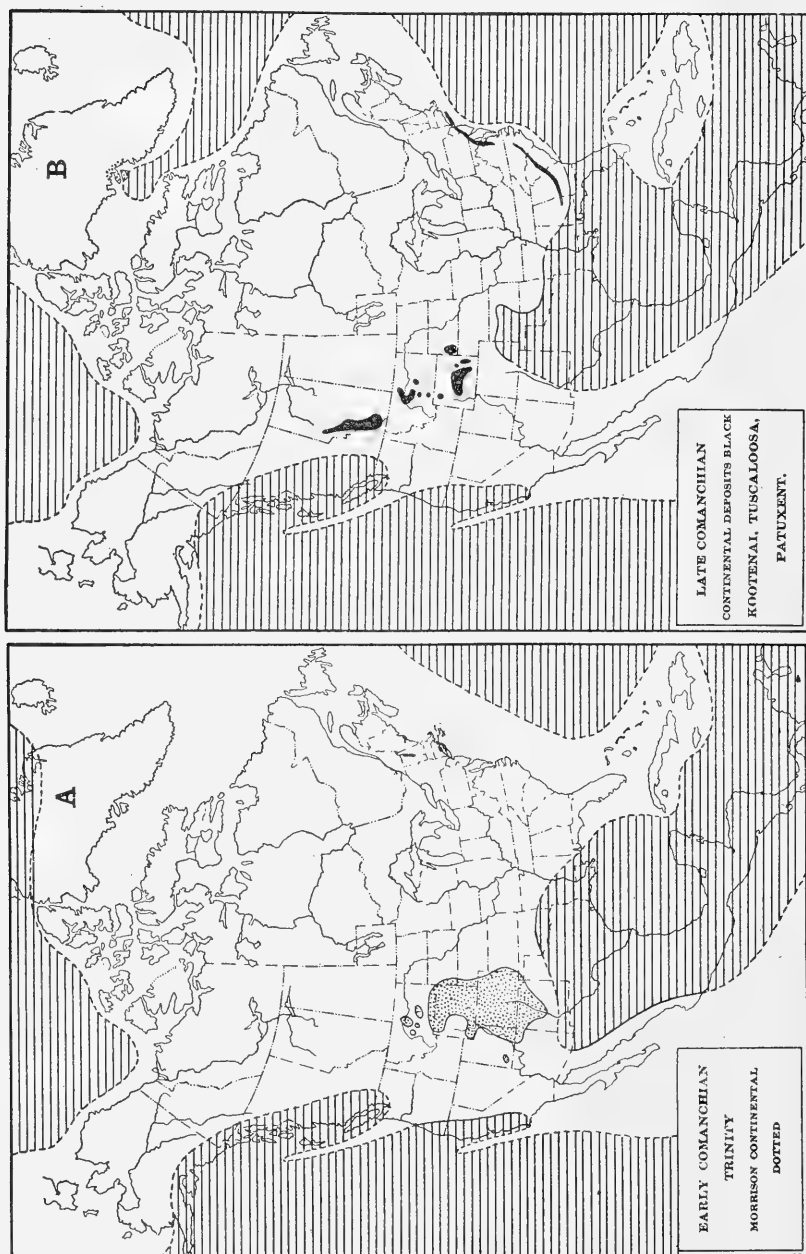 A
EARLY COMANCHIAN
TRINITY
MORRISON CONTINENTAL
DOTTED
B
LATE COMANCHIAN
CONTINENTAL DEPOSITS BLACK
KOOTENAI, TUSCALOOSA,
PATUXENT.